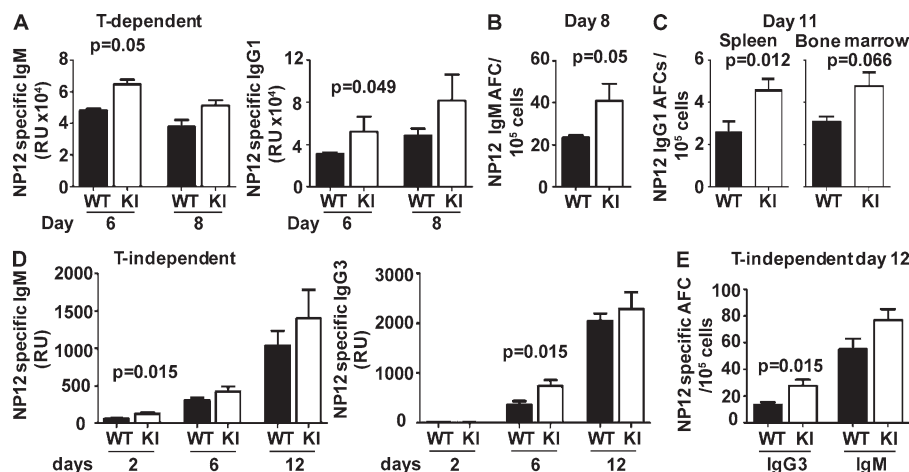 A T-dependent
NP12 specific IgM
(RU x10⁴)
8
6
4
2
0
p=0.05
WT KI WT KI
Day 6 8
NP12 specific IgG1
(RU x10⁴)
12
8
4
0
p=0.049
WT KI WT KI
6 8
B Day 8
NP12 IgM AFC/
10⁵ cells
60
40
20
0
p=0.05
WT KI
C Day 11
Spleen Bone marrow
NP12 IgG1 AFCs /
10⁵ cells
6
4
2
0
p=0.012 p=0.066
WT KI WT KI
D T-independent
NP12 specific IgM
(RU)
2000
1500
1000
500
0
p=0.015
WT KI WT KI WT KI
days 2 6 12
NP12 specific IgG3
(RU)
3000
2000
1000
0
p=0.015
WT KI WT KI WT KI
days 2 6 12
E T-independent day 12
NP12 specific AFC
/10⁵ cells
100
80
60
40
20
0
p=0.015
WT KI WT KI
IgG3 IgM